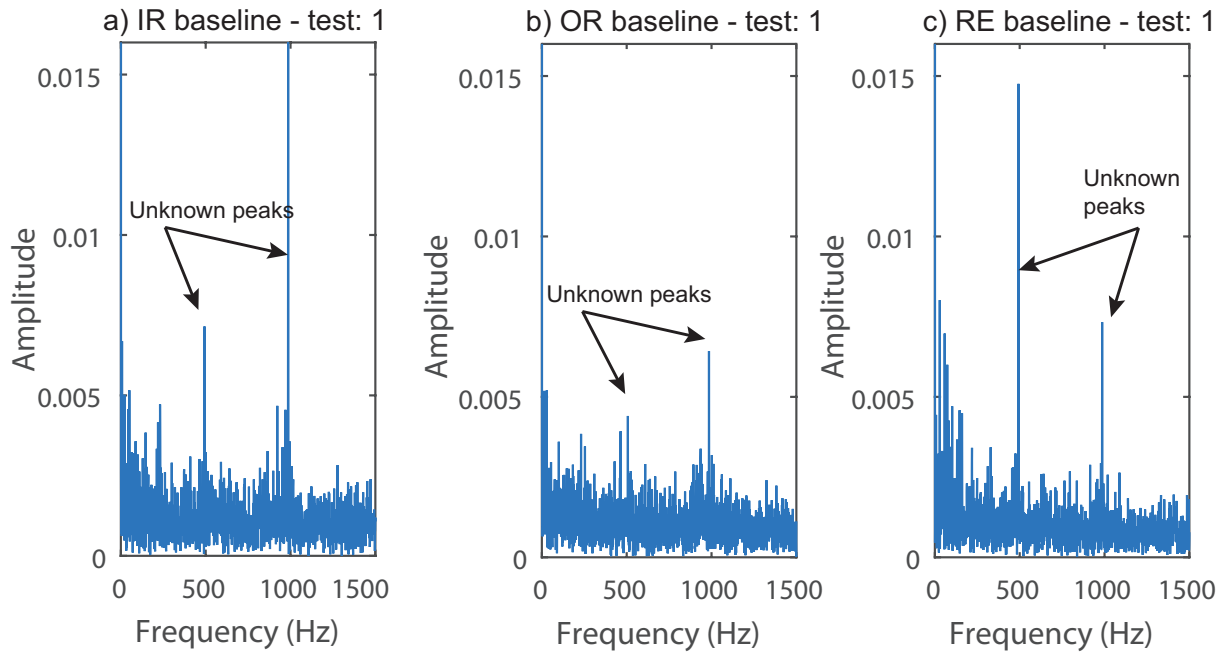 a) IR baseline - test: 1
0.015
0.01
0.005
0
Unknown peaks
Amplitude
0 500 1000 1500
Frequency (Hz)
b) OR baseline - test: 1
0.015
0.01
0.005
0
Unknown peaks
Amplitude
0 500 1000 1500
Frequency (Hz)
c) RE baseline - test: 1
0.015
0.01
0.005
0
Unknown
peaks
Amplitude
0 500 1000 1500
Frequency (Hz)